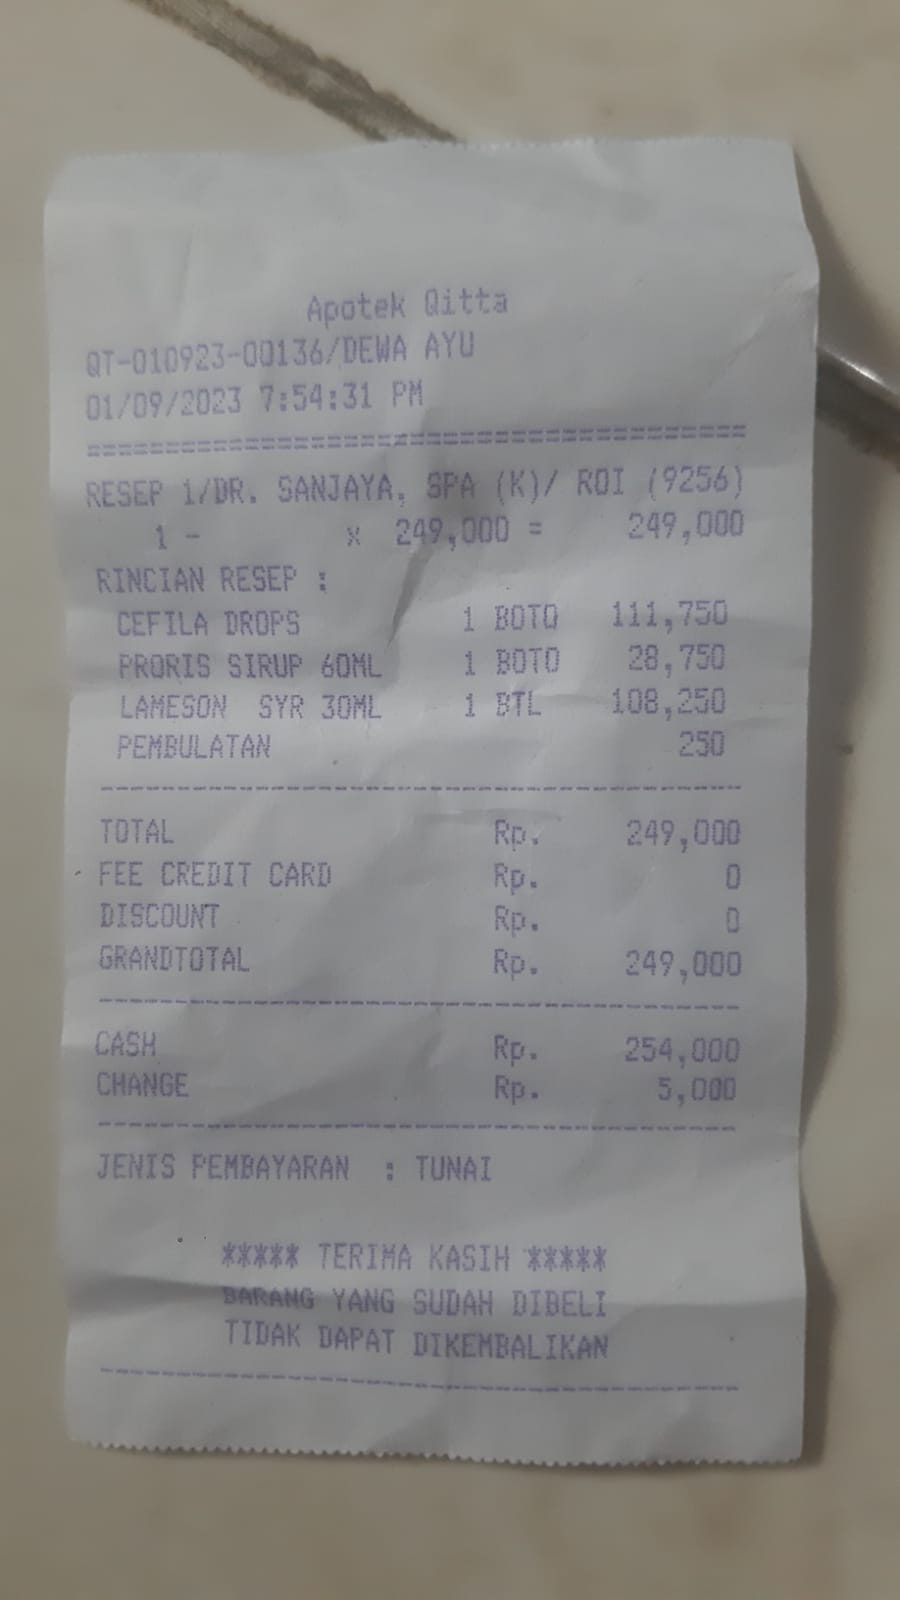 Apotek Qitta
QT-010923-00136/DEWA AYU
01/09/2023 7:54:31 PM
=========================================
RESEP 1/DR. SANJAYA, SPA (K)/ ROI (9256)
1 - x 249,000 = 249,000
RINCIAN RESEP :
CEFILA DROPS 1 BOTO 111,750
PRORIS SIRUP 60ML 1 BOTO 28,750
LAMESON SYR 30ML 1 BTL 108,250
PEMBULATAN 250
-----------------------------------------
TOTAL Rp. 249,000
FEE CREDIT CARD Rp. 0
DISCOUNT Rp. 0
GRANDTOTAL Rp. 249,000
-----------------------------------------
CASH Rp. 254,000
CHANGE Rp. 5,000
-----------------------------------------
JENIS PEMBAYARAN : TUNAI
***** TERIMA KASIH *****
BARANG YANG SUDAH DIBELI
TIDAK DAPAT DIKEMBALIKAN
-----------------------------------------